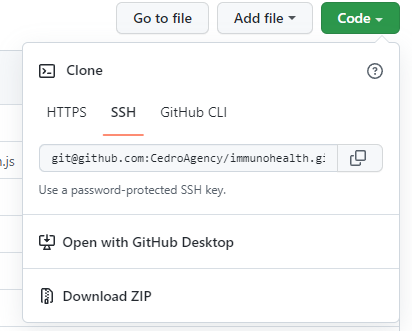 Go to file Add file Code
Clone
HTTPS SSH GitHub CLI
git@github.com:CedroAgency/immunohealth.gi
n.js
Use a password-protected SSH key.
Open with GitHub Desktop
Download ZIP